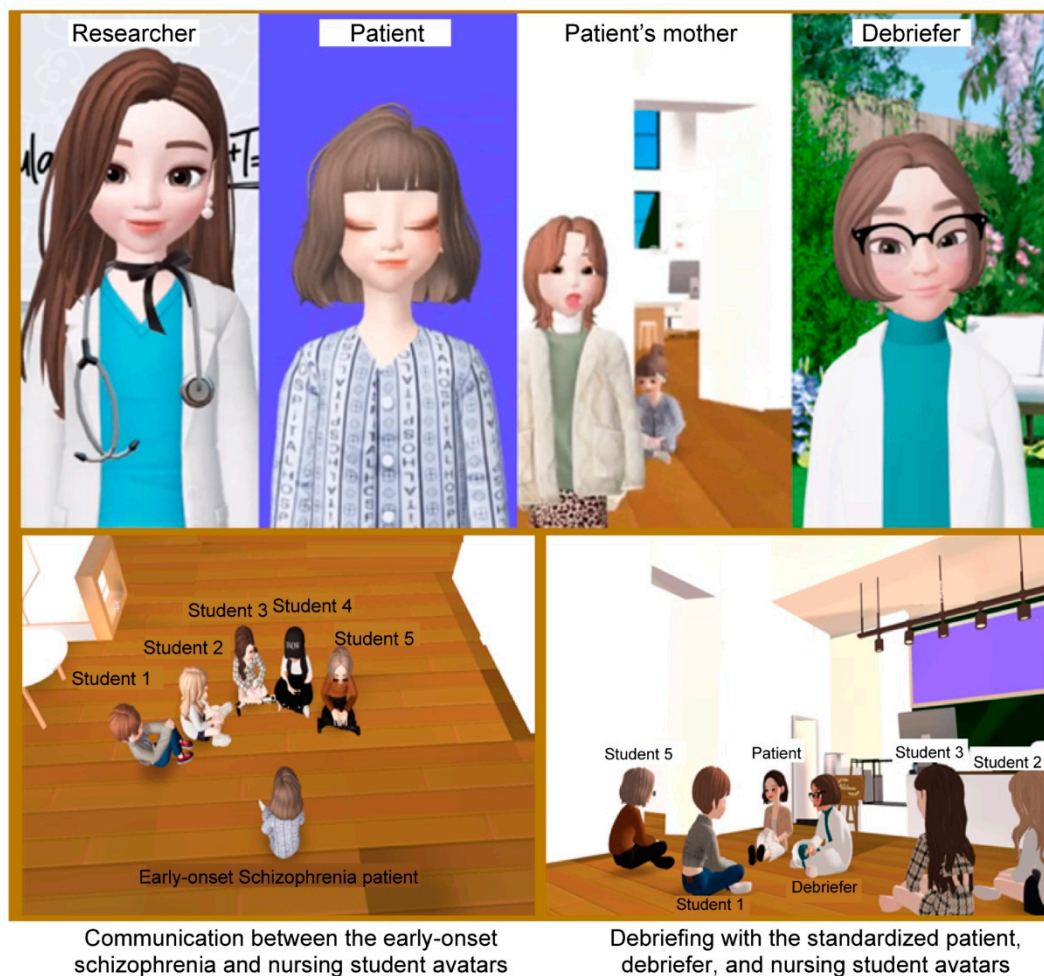 Researcher
Patient
Patient's mother
Debriefer
Student 3
Student 4
Student 2
Student 5
Student 1
Early-onset Schizophrenia patient
Student 5
Patient
Student 3
Student 2
Debriefer
Student 1
Communication between the early-onset
schizophrenia and nursing student avatars
Debriefing with the standardized patient,
debriefer, and nursing student avatars